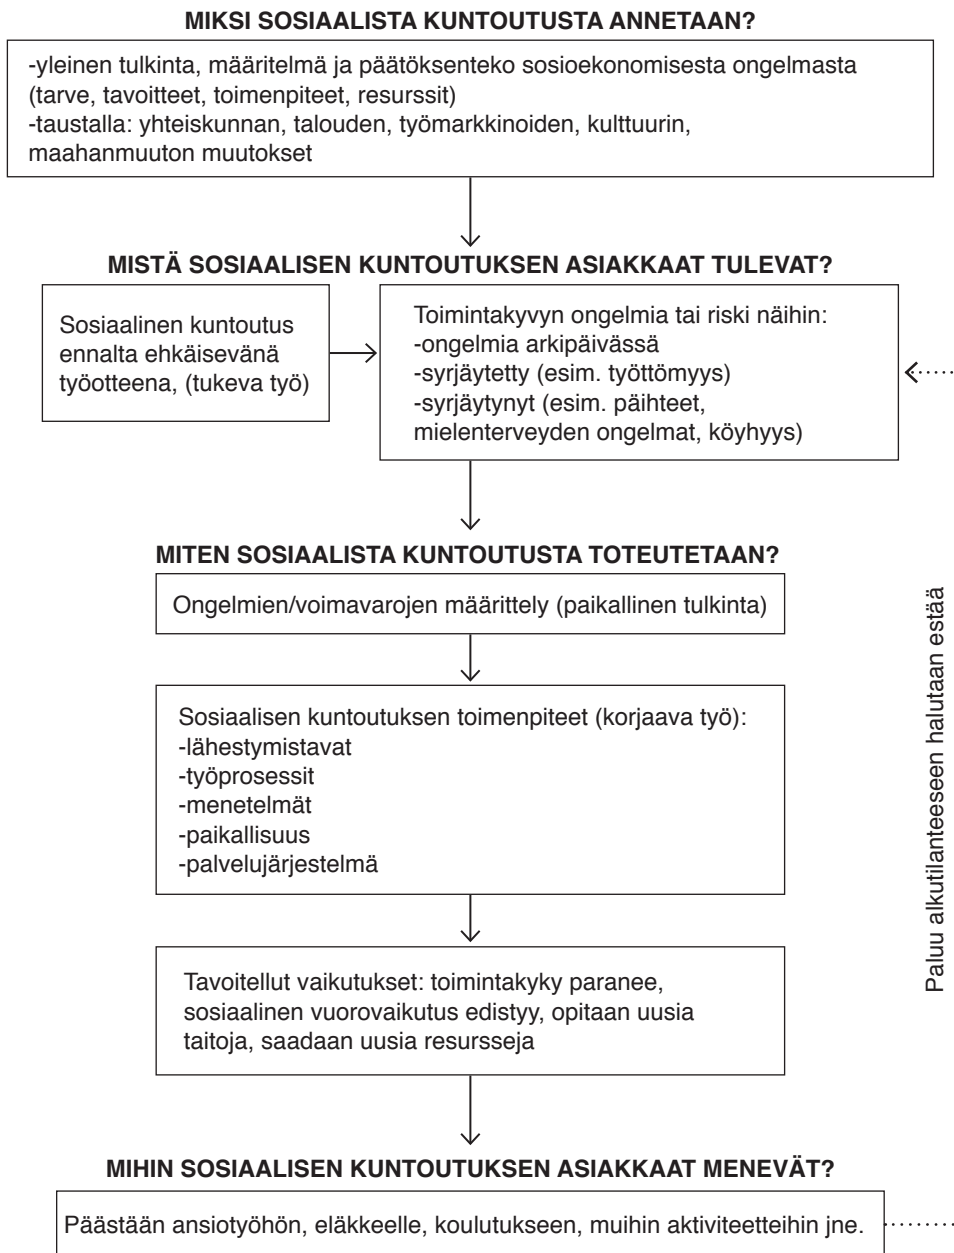 MIKSI SOSIAALISTA KUNTOUTUSTA ANNETAAN?
-yleinen tulkinta, määritelmä ja päätöksenteko sosioekonomisesta ongelmasta
(tarve, tavoitteet, toimenpiteet, resurssit)
-taustalla: yhteiskunnan, talouden, työmarkkinoiden, kulttuurin,
maahanmuuton muutokset
MISTÄ SOSIAALISEN KUNTOUTUKSEN ASIAKKAAT TULEVAT?
Sosiaalinen kuntoutus
ennalta ehkäisevänä
työotteena, (tukeva työ)
Toimintakyvyn ongelmia tai riski näihin:
-ongelmia arkipäivässä
-syrjäytetty (esim. työttömyys)
-syrjäytynyt (esim. päihteet,
mielenterveyden ongelmat, köyhyys)
MITEN SOSIAALISTA KUNTOUTUSTA TOTEUTETAAN?
Ongelmien/voimavarojen määrittely (paikallinen tulkinta)
Sosiaalisen kuntoutuksen toimenpiteet (korjaava työ):
-lähestymistavat
-työprosessit
-menetelmät
-paikallisuus
-palvelujärjestelmä
Paluu alkutilanteeseen halutaan estää
Tavoitellut vaikutukset: toimintakyky paranee,
sosiaalinen vuorovaikutus edistyy, opitaan uusia
taitoja, saadaan uusia resursseja
MIHIN SOSIAALISEN KUNTOUTUKSEN ASIAKKAAT MENEVÄT?
Päästään ansiotyöhön, eläkkeelle, koulutukseen, muihin aktiviteetteihin jne.